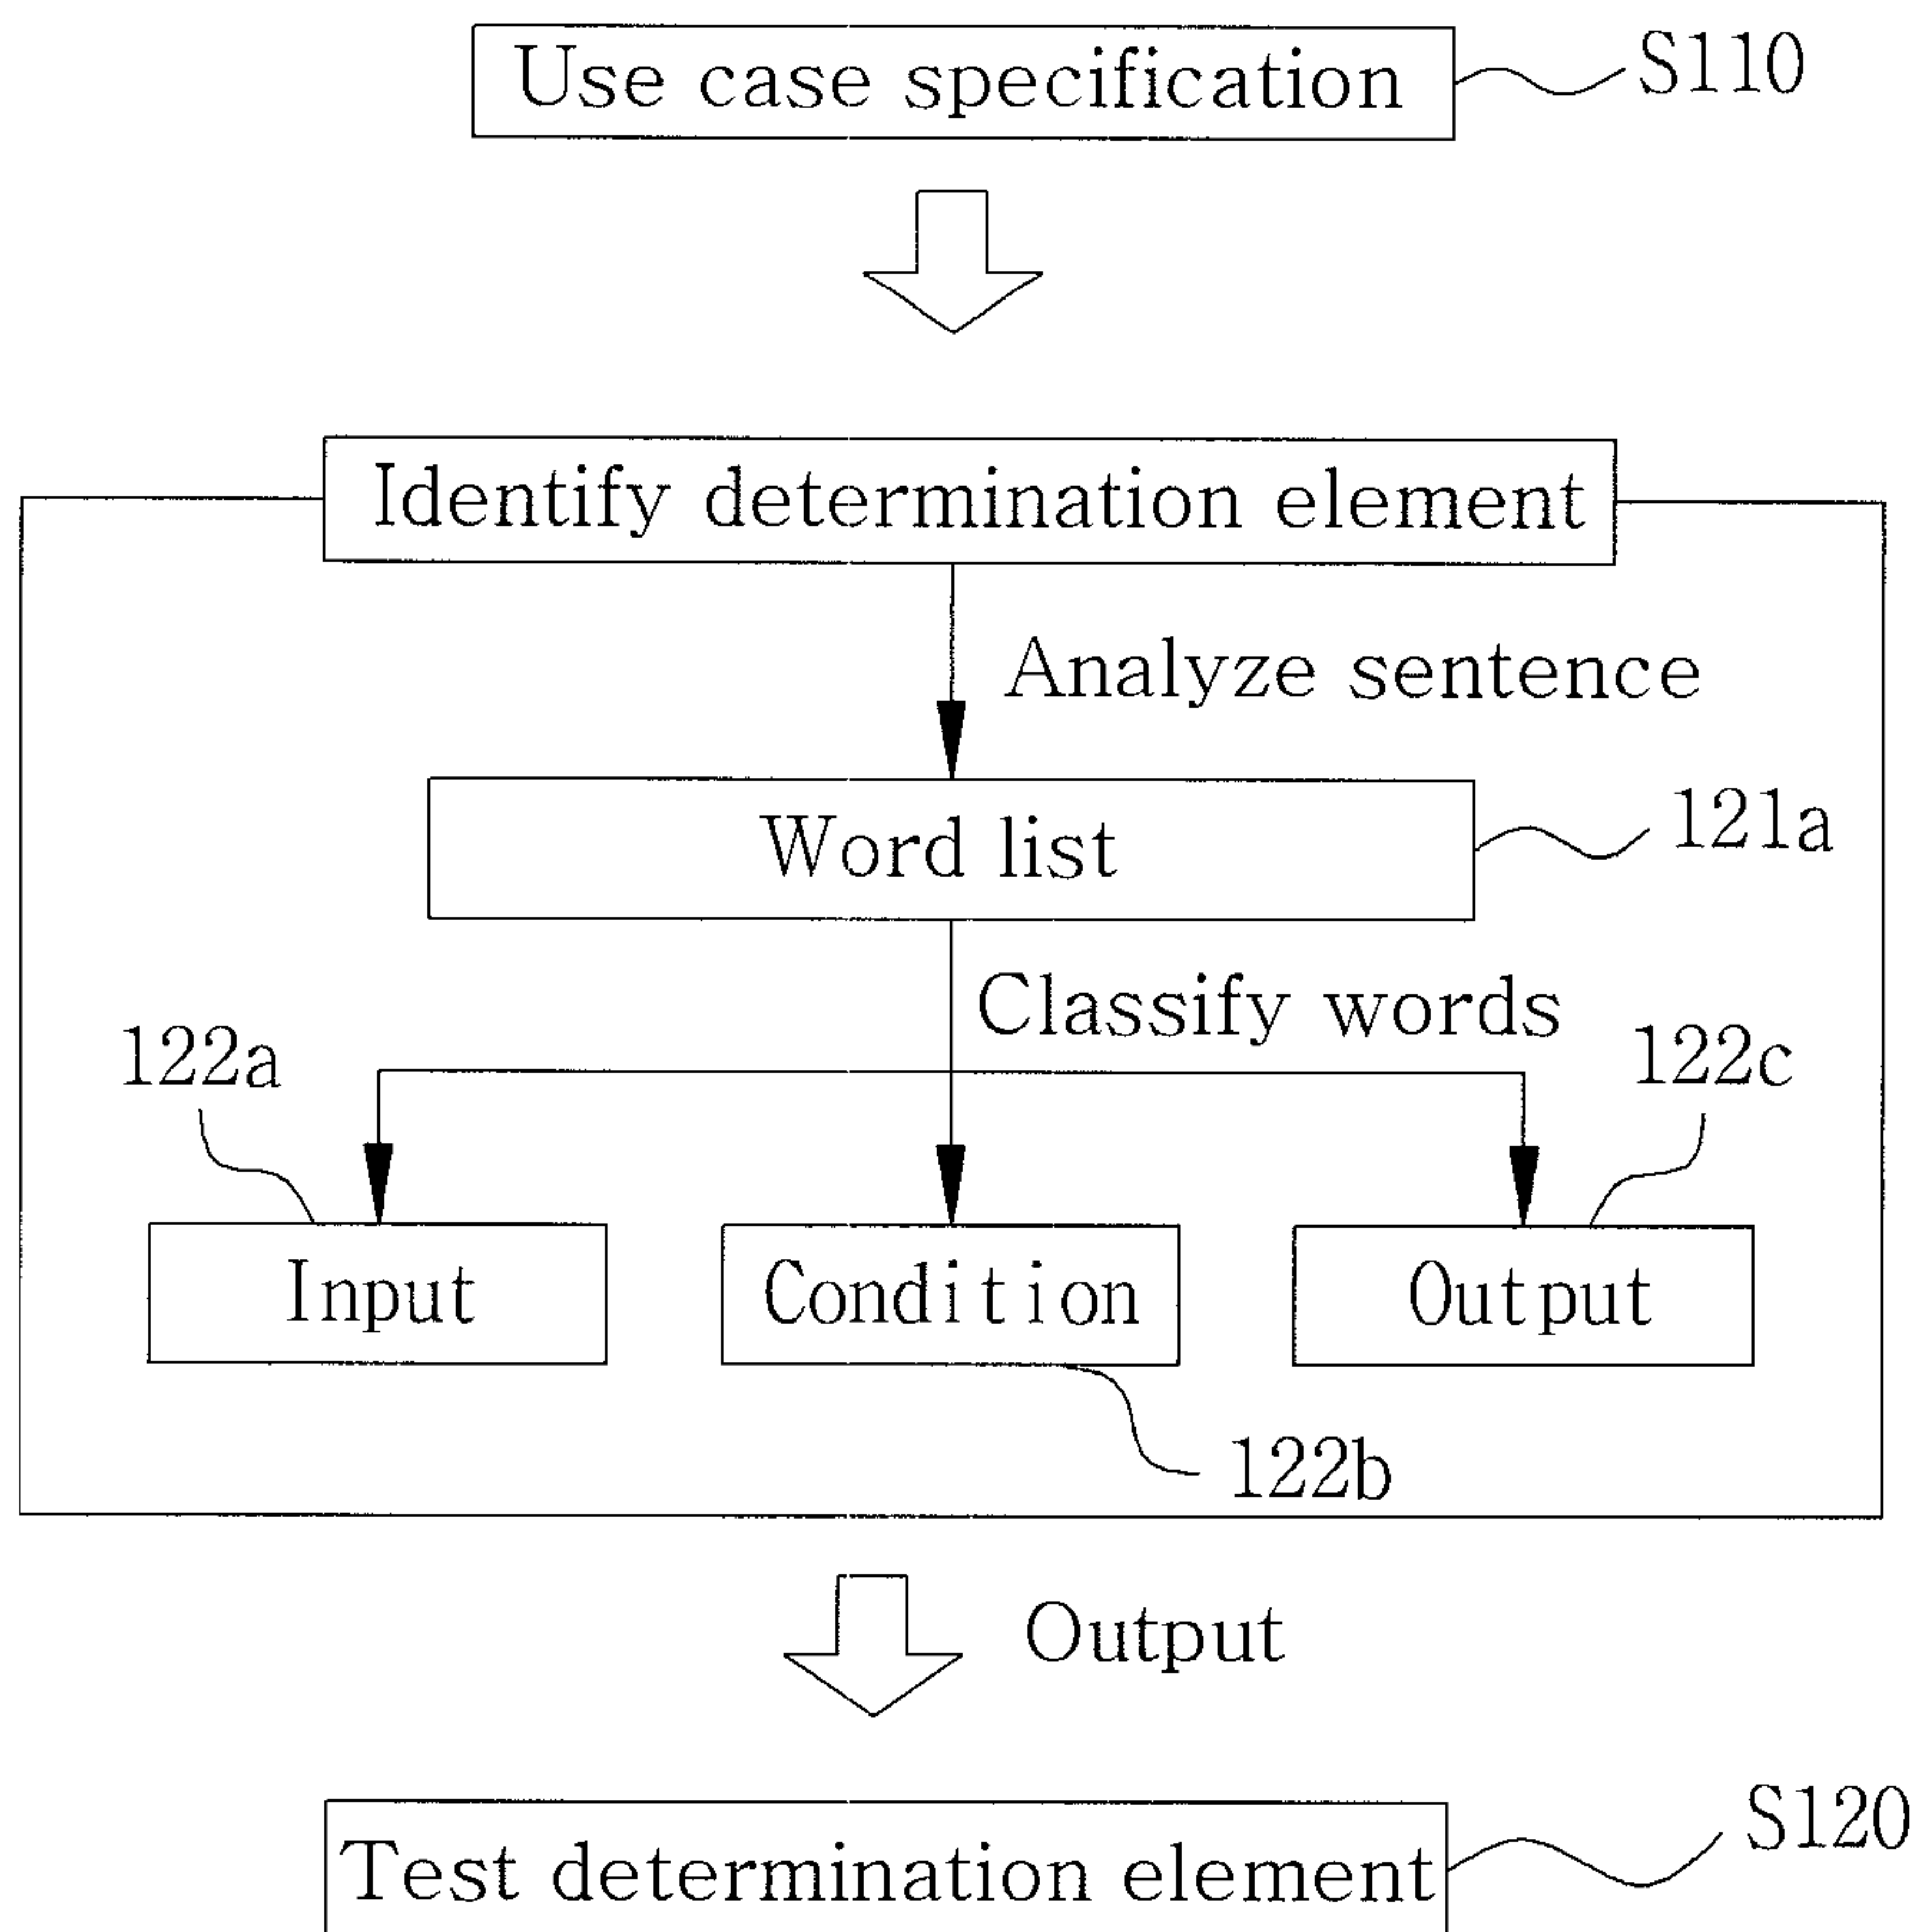 Use case specification S110
Identify determination element
Analyze sentence
Word list 121a
Classify words
122a 122c
Input Condition Output
122b
Output
S120
Test determination element